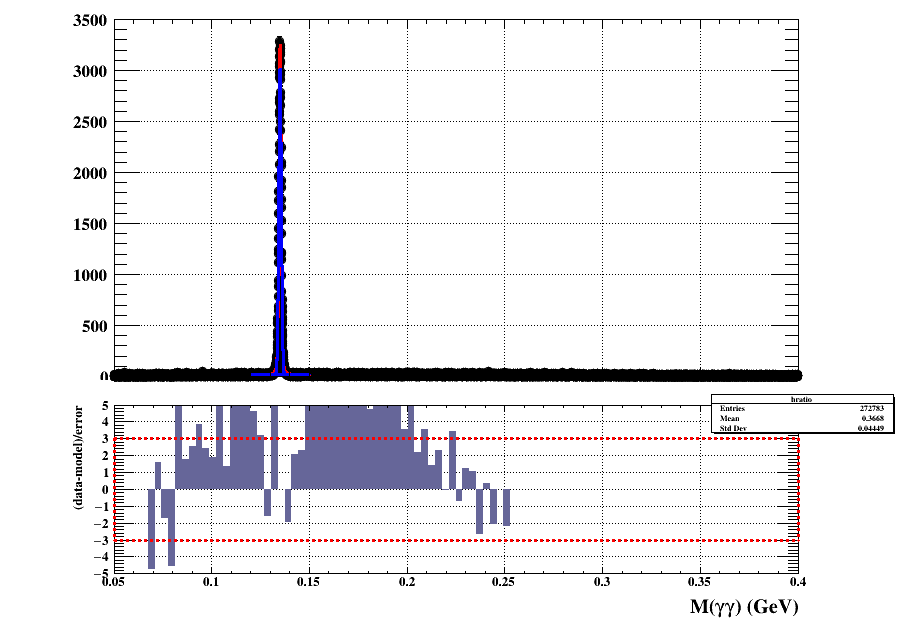 3500
3000
2500
2000
1500
1000
500
0
hratio
Entries 272783
Mean 0.3668
Std Dev 0.04449
(data-model)/error
5
4
3
2
1
0
−1
−2
−3
−4
−5
0.05 0.1 0.15 0.2 0.25 0.3 0.35 0.4
M(γγ) (GeV)